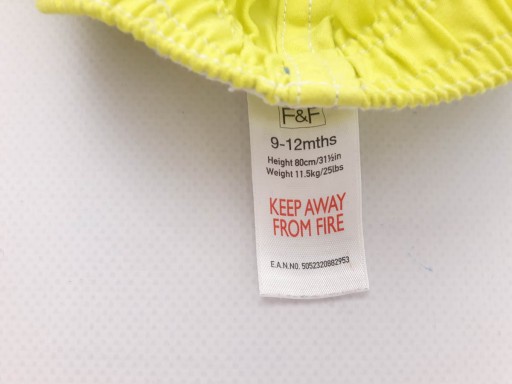 F&F
9-12mths
Height 80cm/31½in
Weight 11.5kg/25lbs
KEEP AWAY
FROM FIRE
E.A.N.NO. 5052320882953